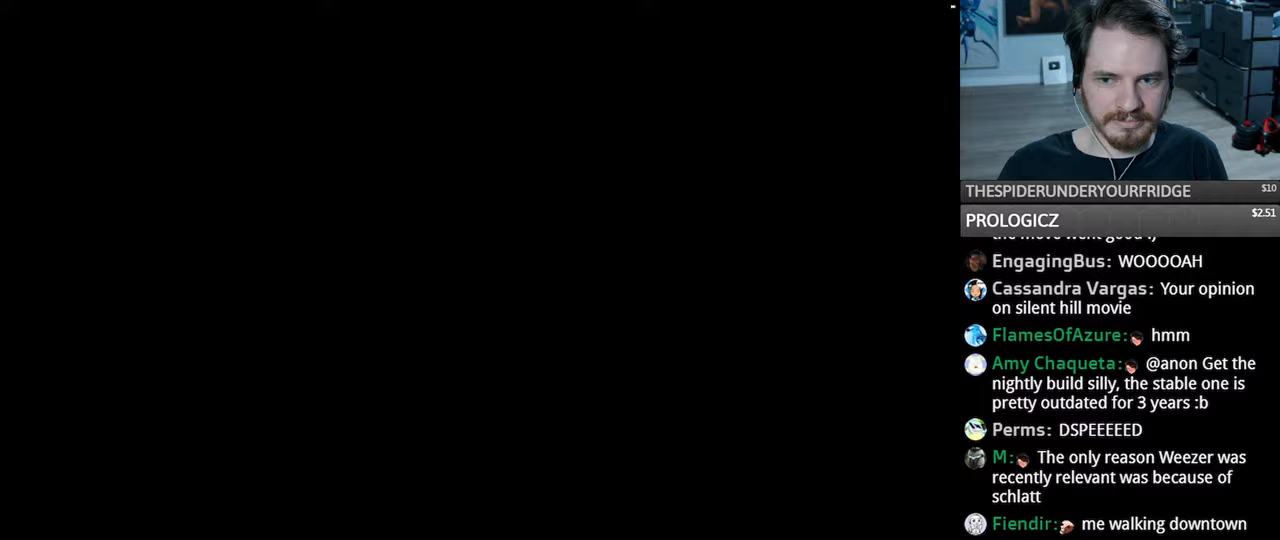 THESPIDERUNDERYOURFRIDGE $10
PROLOGICZ $2.51
EngagingBus: WOOOOAH
Cassandra Vargas: Your opinion
on silent hill movie
FlamesOfAzure: hmm
Amy Chaqueta: @anon Get the
nightly build silly, the stable one is
pretty outdated for 3 years :b
Perms: DSPEEEEED
M: The only reason Weezer was
recently relevant was because of
schlatt
Fiendir: me walking downtown